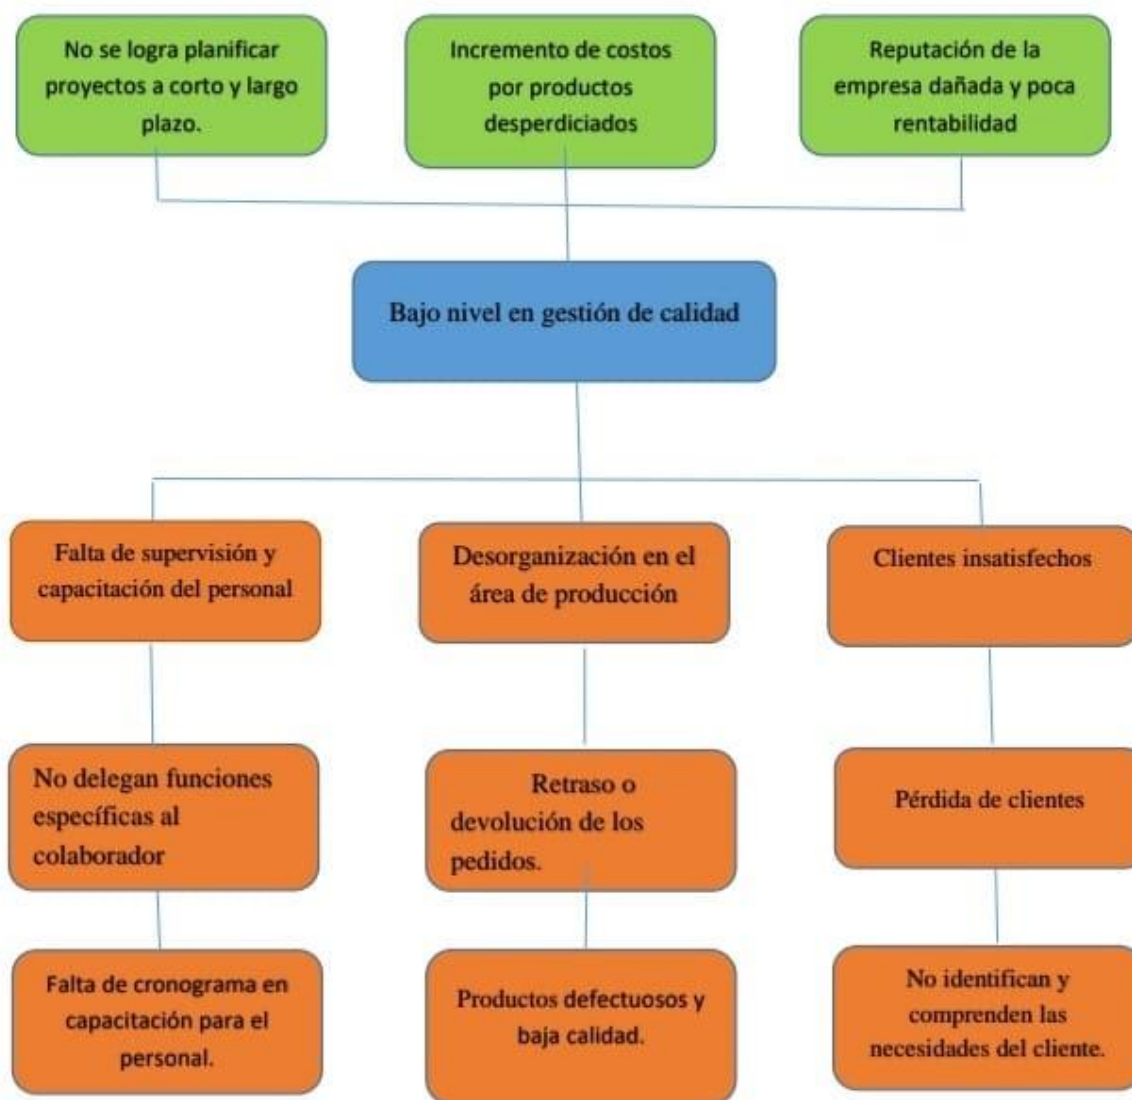 No se logra planificar
proyectos a corto y largo
plazo.
Incremento de costos
por productos
desperdiciados
Reputación de la
empresa dañada y poca
rentabilidad
Bajo nivel en gestión de calidad
Falta de supervisión y
capacitación del personal
Desorganización en el
área de producción
Clientes insatisfechos
No delegan funciones
específicas al
colaborador
Retraso o
devolución de los
pedidos.
Pérdida de clientes
Falta de cronograma en
capacitación para el
personal.
Productos defectuosos y
baja calidad.
No identifican y
comprenden las
necesidades del cliente.